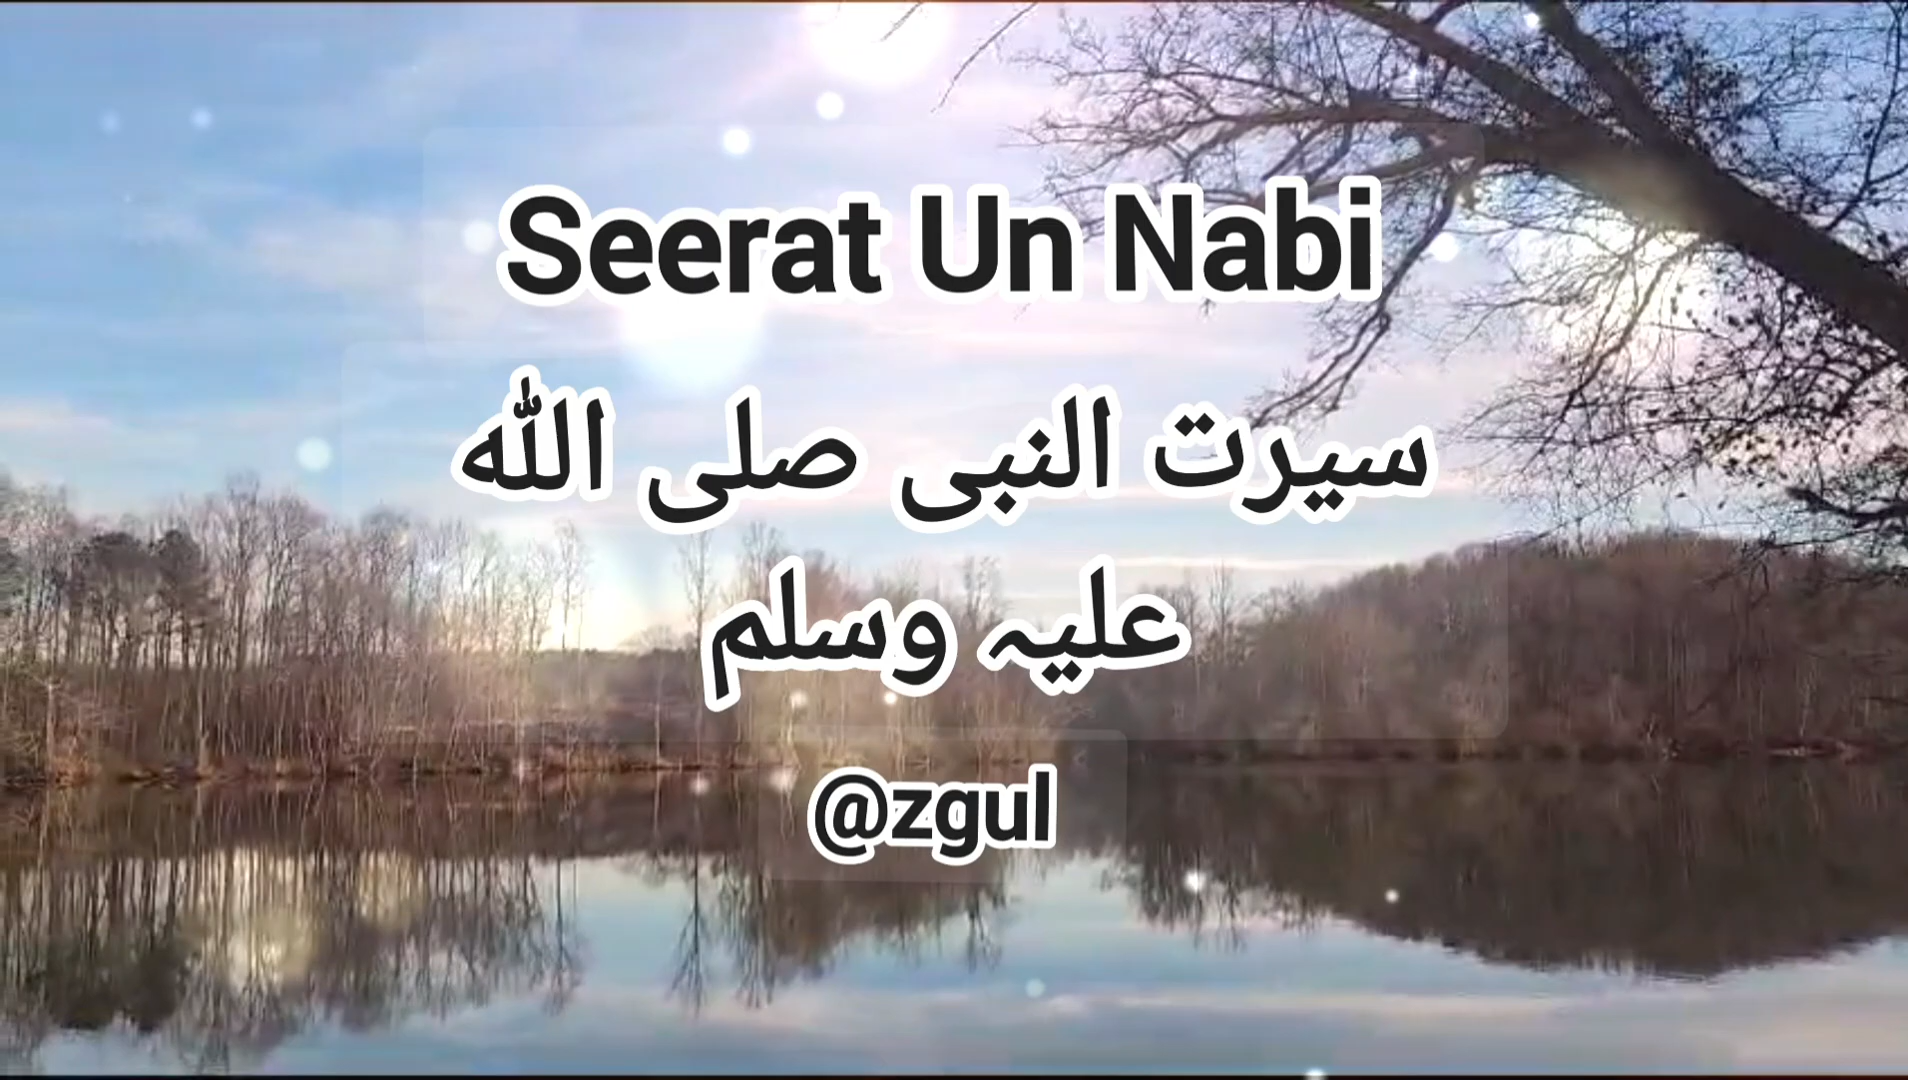 Seerat Un Nabi
سیرت النبی صلی اللہ
علیہ وسلم
@zgul